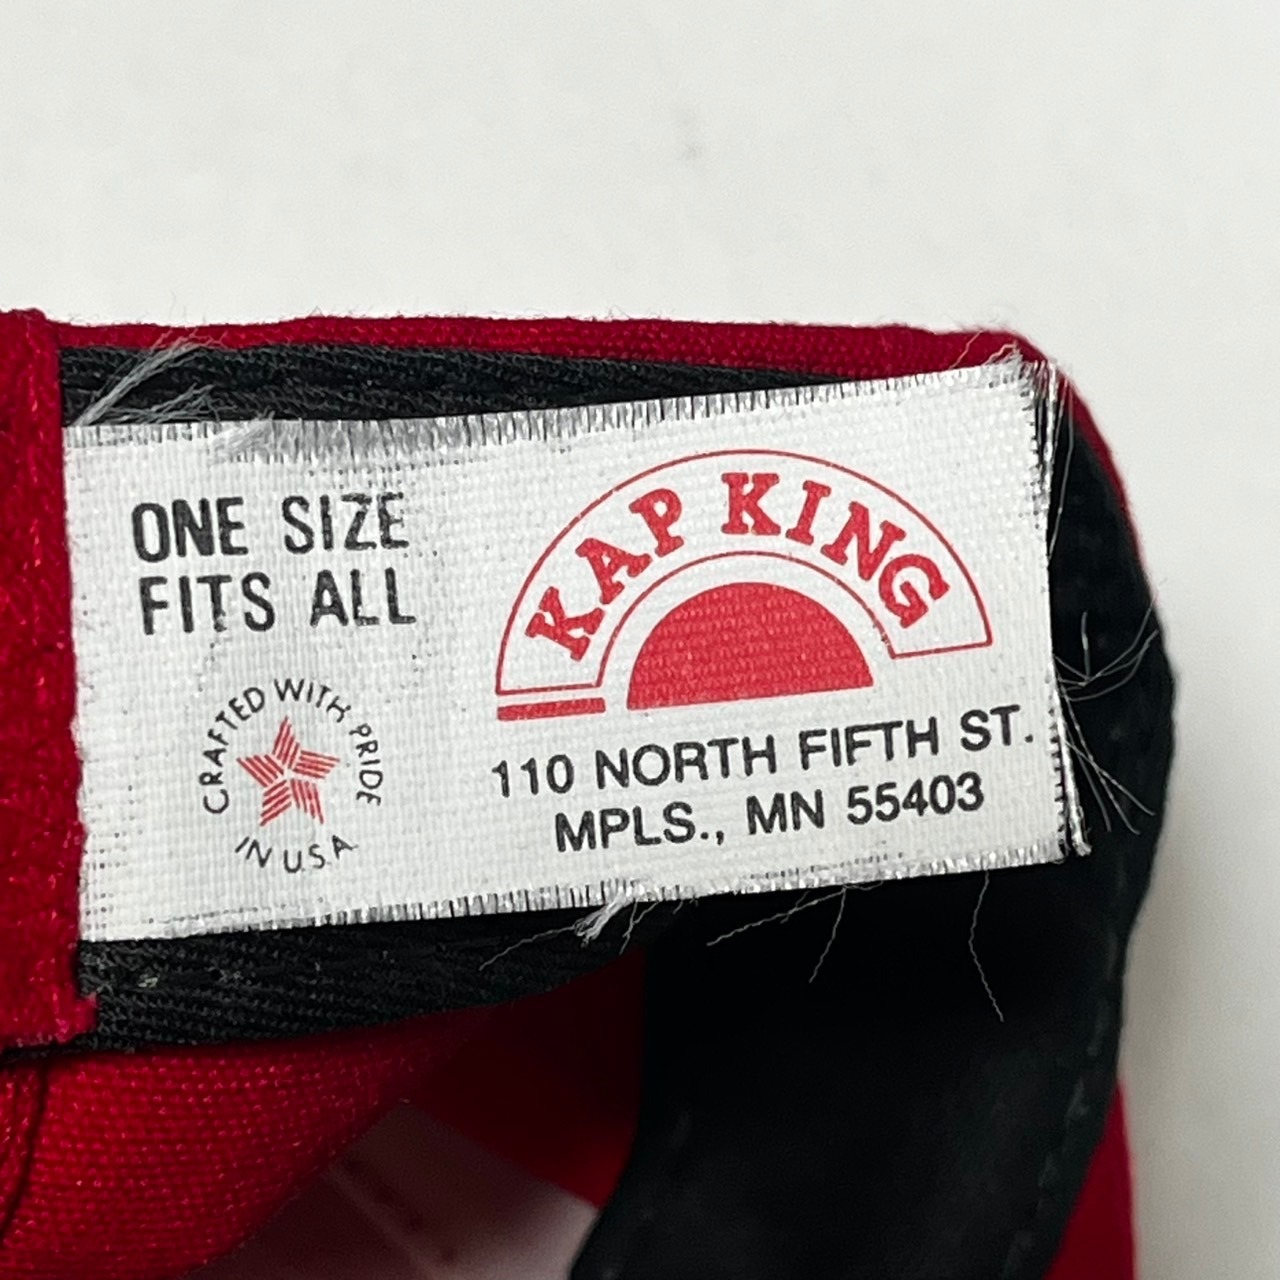 ONE SIZE
FITS ALL
CRAFTED WITH PRIDE
IN U.S.A.
KAP KING
110 NORTH FIFTH ST.
MPLS., MN 55403